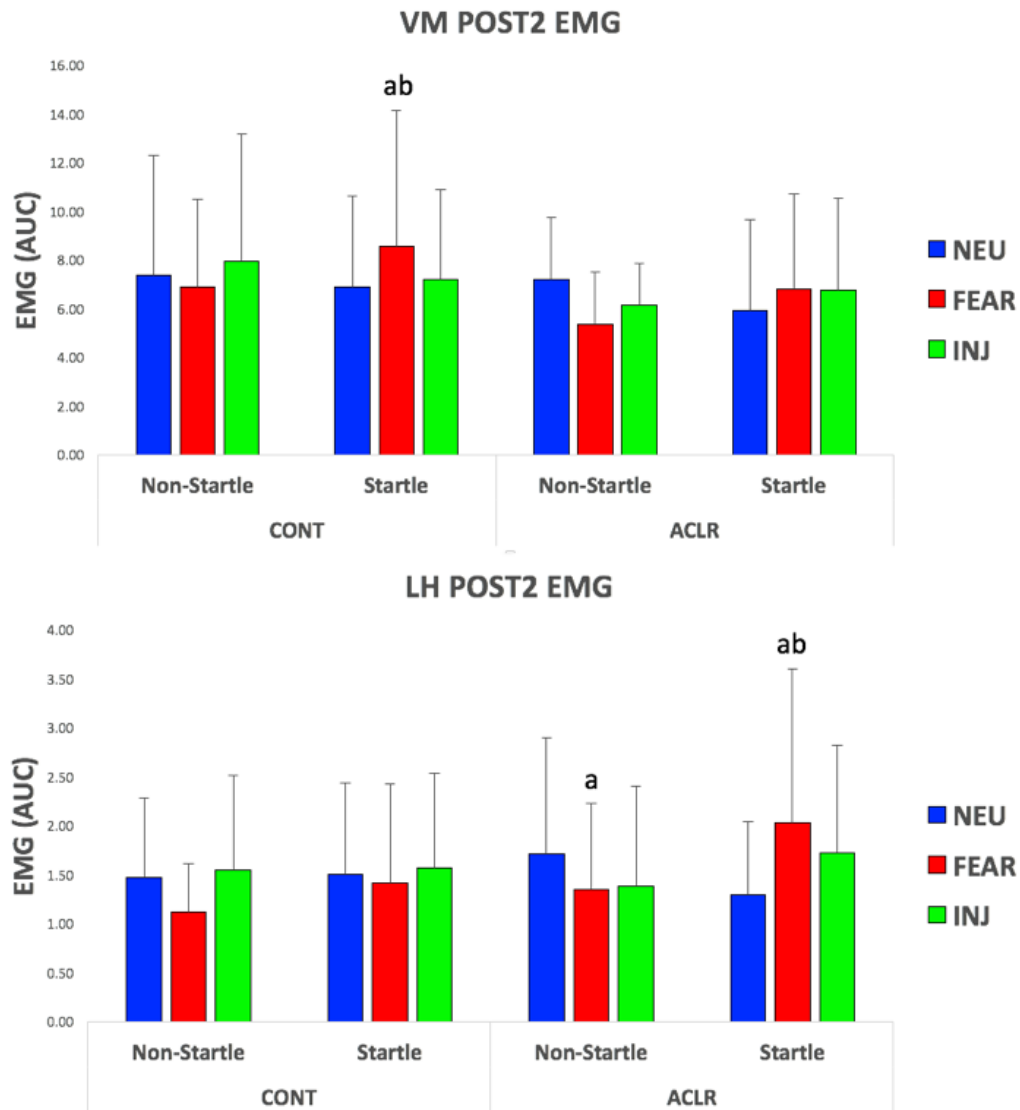 VM POST2 EMG
16.00
14.00
12.00
10.00
8.00
6.00
4.00
2.00
0.00
EMG (AUC)
ab
NEU
FEAR
INJ
Non-Startle Startle Non-Startle Startle
CONT ACLR
LH POST2 EMG
4.00
3.50
3.00
2.50
2.00
1.50
1.00
0.50
0.00
EMG (AUC)
a
ab
NEU
FEAR
INJ
Non-Startle Startle Non-Startle Startle
CONT ACLR